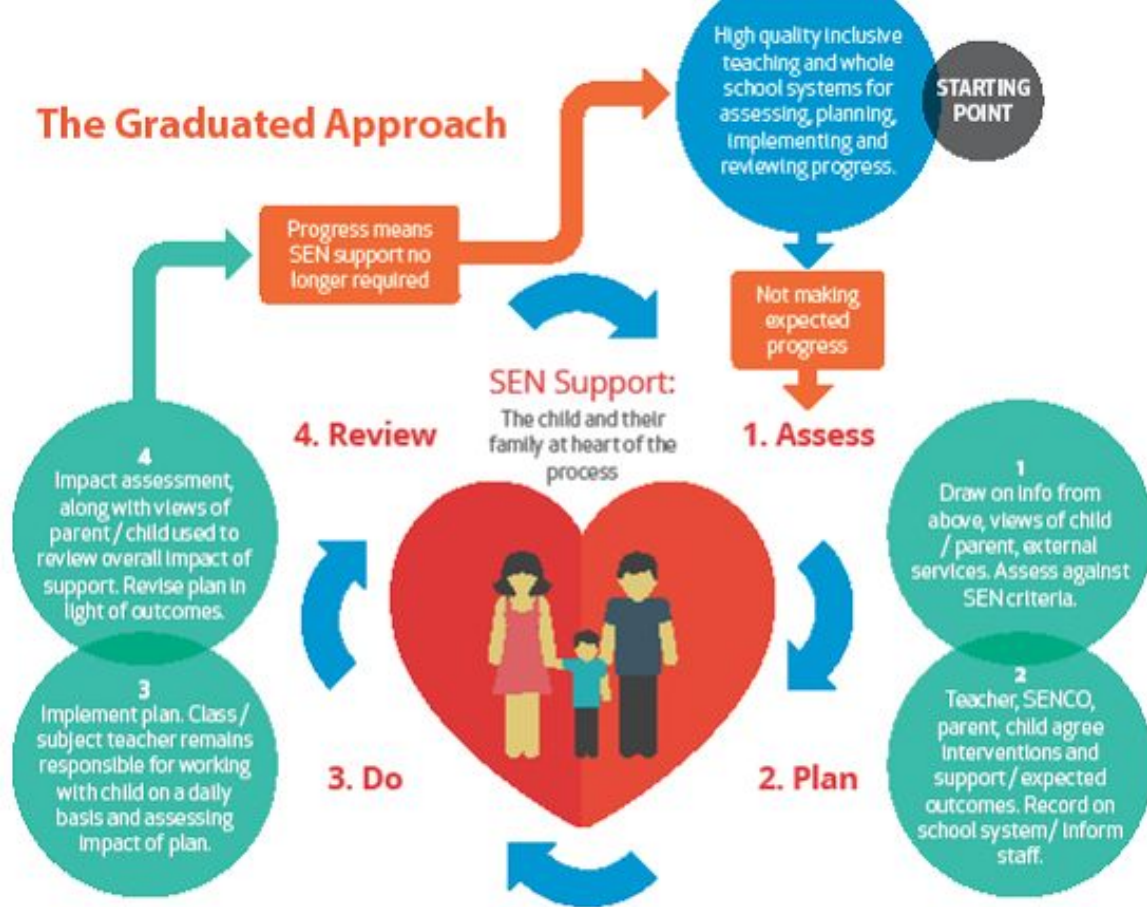 The Graduated Approach
High quality inclusive
teaching and whole
school systems for
assessing, planning,
implementing and
reviewing progress.
STARTING
POINT
Progress means
SEN support no
longer required
Not making
expected
progress
SEN Support:
The child and their
family at heart of the
process
4. Review
1. Assess
4
Impact assessment,
along with views of
parent / child used to
review overall impact of
support. Revise plan in
light of outcomes.
1
Draw on info from
above, views of child
/ parent, external
services. Assess against
SEN criteria.
3
Implement plan. Class /
subject teacher remains
responsible for working
with child on a daily
basis and assessing
impact of plan.
3. Do
2. Plan
2
Teacher, SENCO,
parent, child agree
interventions and
support / expected
outcomes. Record on
school system/ inform
staff.